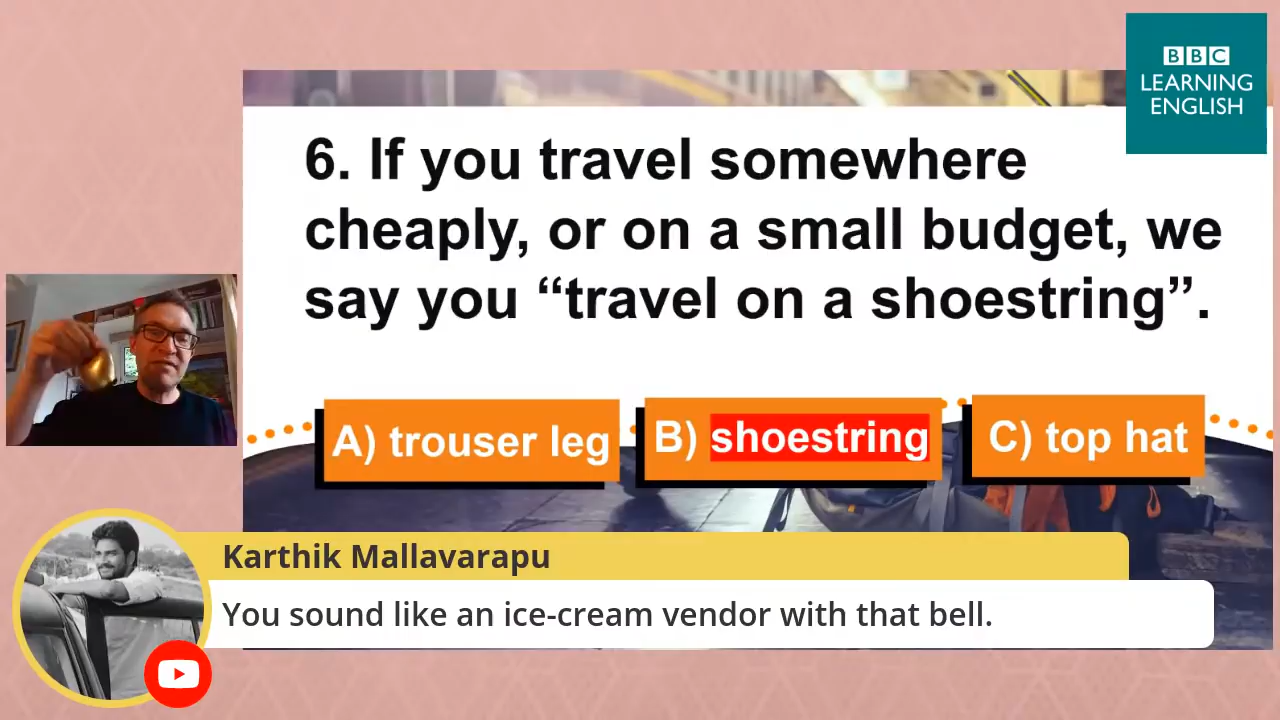 BBC
LEARNING
ENGLISH
6. If you travel somewhere
cheaply, or on a small budget, we
say you “travel on a shoestring”.
A) trouser leg
B) shoestring
C) top hat
Karthik Mallavarapu
You sound like an ice-cream vendor with that bell.